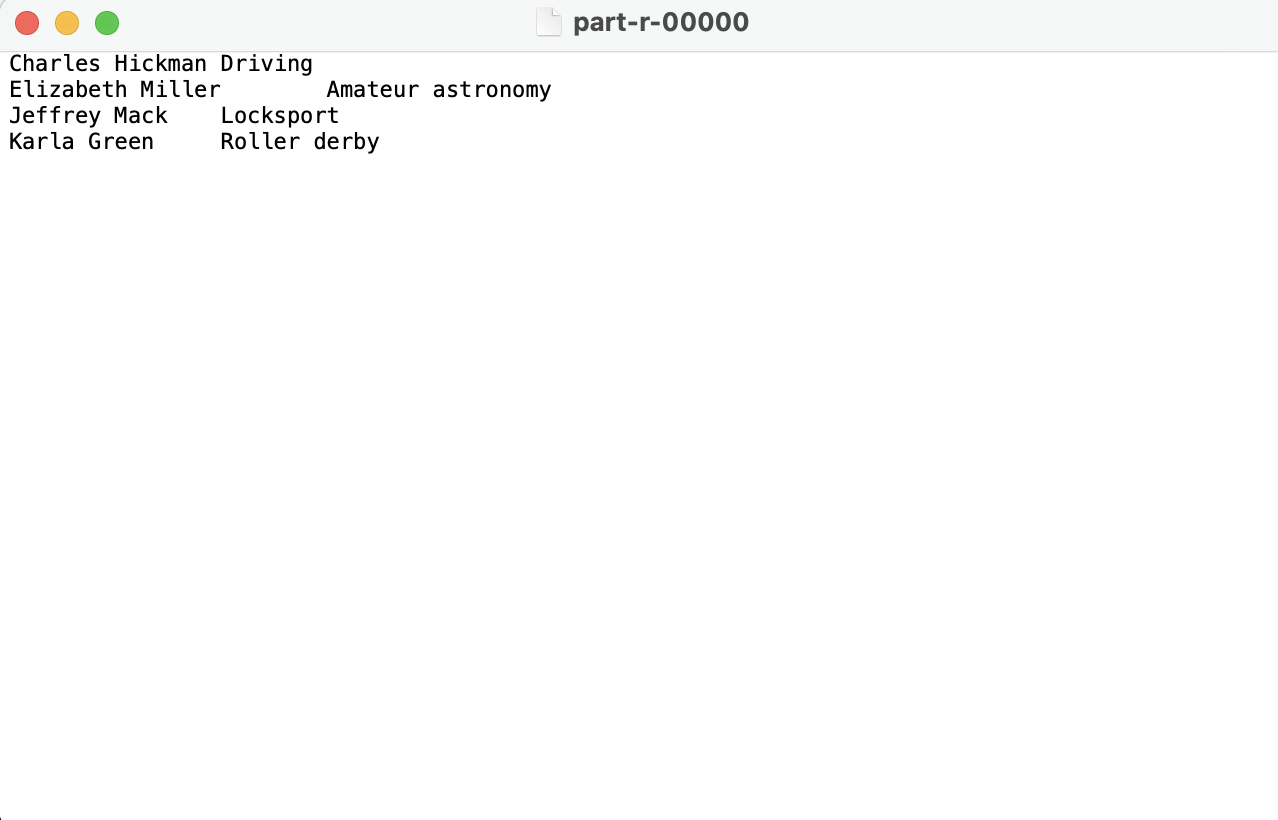 part-r-00000
Charles Hickman	Driving
Elizabeth Miller	Amateur astronomy
Jeffrey Mack	Locksport
Karla Green	Roller derby